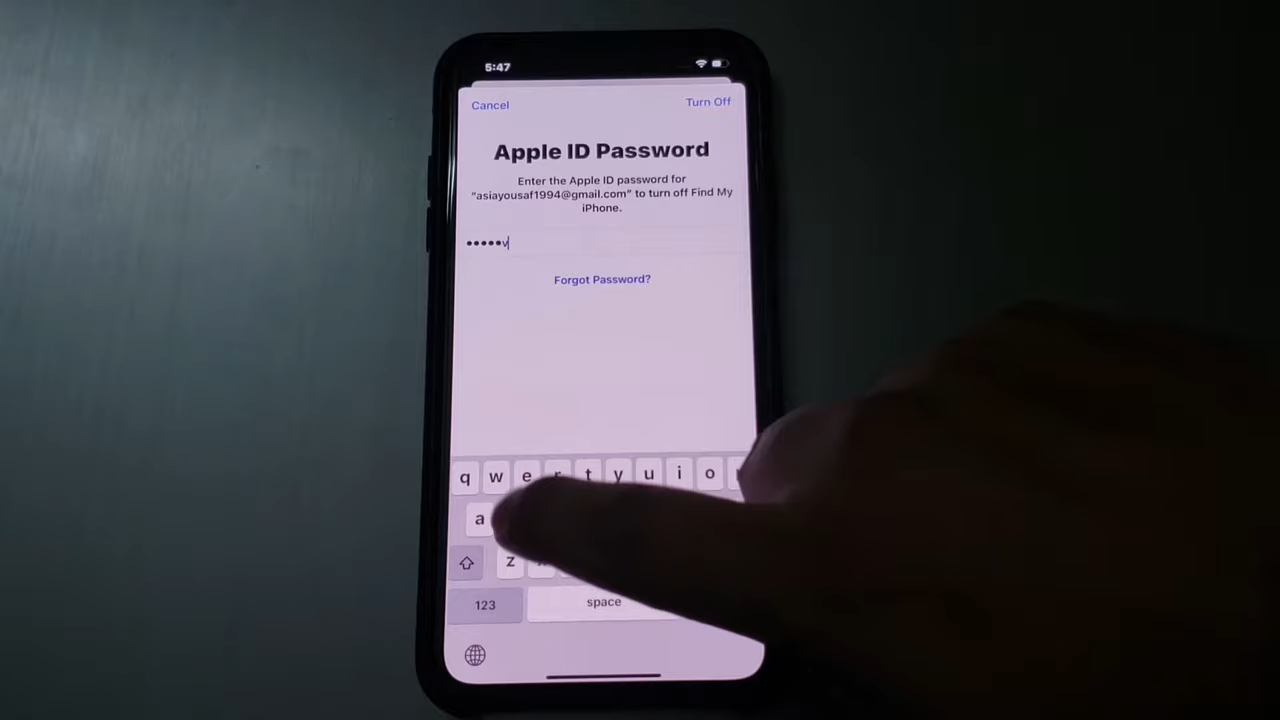 5:47
Cancel
Turn Off
Apple ID Password
Enter the Apple ID password for
"asiayousaf1994@gmail.com" to turn off Find My
iPhone.
•••••v
Forgot Password?
q w e r t y u i o
a
z
123
space